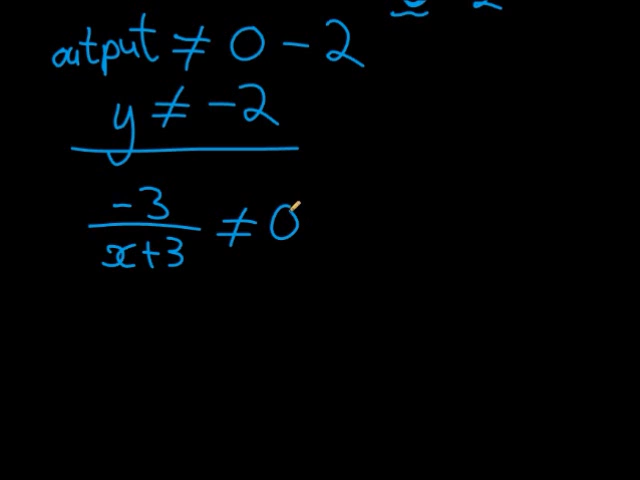 output ≠ 0 - 2
y ≠ -2
-3
x+3 ≠ 0